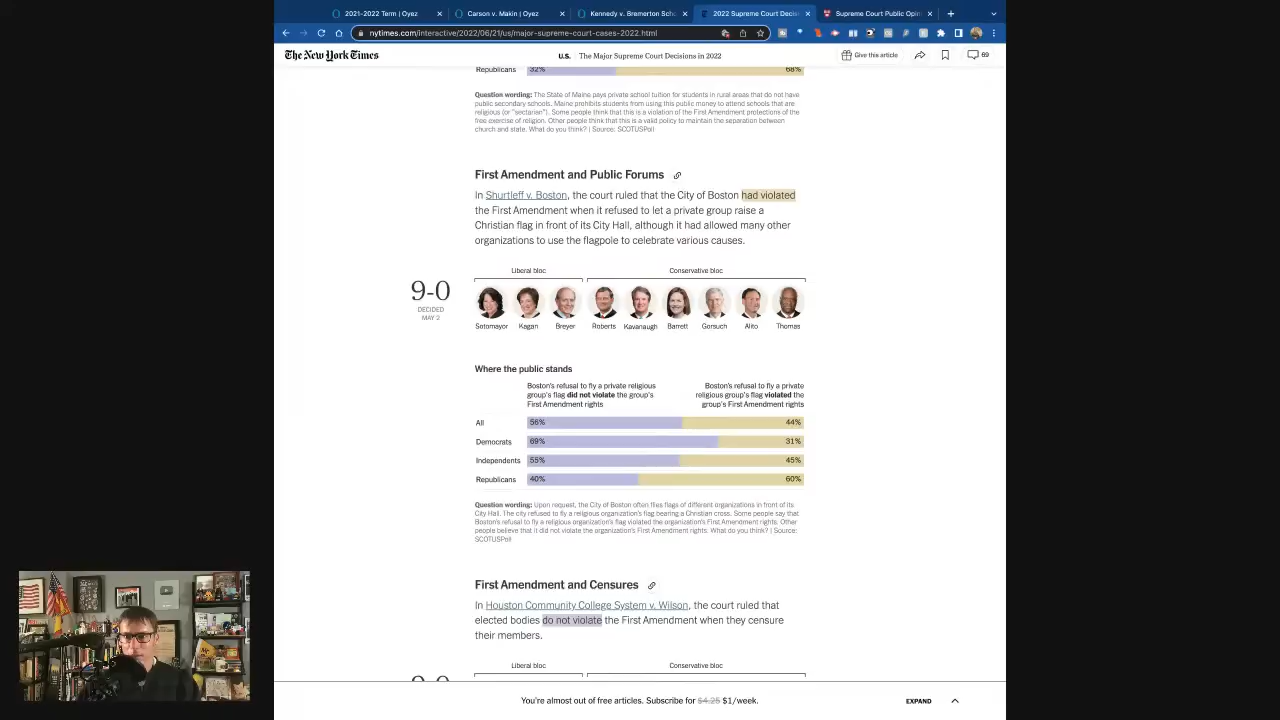 2021-2022 Term | Oyez
Carson v. Makin | Oyez
Kennedy v. Bremerton Scho
2022 Supreme Court Decisi
Supreme Court Public Opin
nytimes.com/interactive/2022/06/21/us/major-supreme-court-cases-2022.html
The New York Times
U.S. The Major Supreme Court Decisions in 2022
Give this article
69
Republicans 32% 68%
Question wording: The State of Maine pays private school tuition for students in rural areas that do not have
public secondary schools. Maine prohibits students from using this public money to attend schools that are
religious (or "sectarian"). Some people think that this is a violation of the First Amendment protections of the
free exercise of religion. Other people think that this is a valid policy to maintain the separation between
church and state. What do you think? | Source: SCOTUSPoll
First Amendment and Public Forums
In Shurtleff v. Boston, the court ruled that the City of Boston had violated
the First Amendment when it refused to let a private group raise a
Christian flag in front of its City Hall, although it had allowed many other
organizations to use the flagpole to celebrate various causes.
Liberal bloc Conservative bloc
9-0
DECIDED
MAY 2
Sotomayor Kagan Breyer Roberts Kavanaugh Barrett Gorsuch Alito Thomas
Where the public stands
Boston's refusal to fly a private religious
group's flag did not violate the group's
First Amendment rights
Boston's refusal to fly a private
religious group's flag violated the
group's First Amendment rights
All 56% 44%
Democrats 69% 31%
Independents 55% 45%
Republicans 40% 60%
Question wording: Upon request, the City of Boston often flies flags of different organizations in front of its
City Hall. The city refused to fly a religious organization's flag bearing a Christian cross. Some people say that
Boston's refusal to fly a religious organization's flag violated the organization's First Amendment rights. Other
people believe that it did not violate the organization's First Amendment rights. What do you think? | Source:
SCOTUSPoll
First Amendment and Censures
In Houston Community College System v. Wilson, the court ruled that
elected bodies do not violate the First Amendment when they censure
their members.
Liberal bloc Conservative bloc
You're almost out of free articles. Subscribe for $4.25 $1/week.
EXPAND